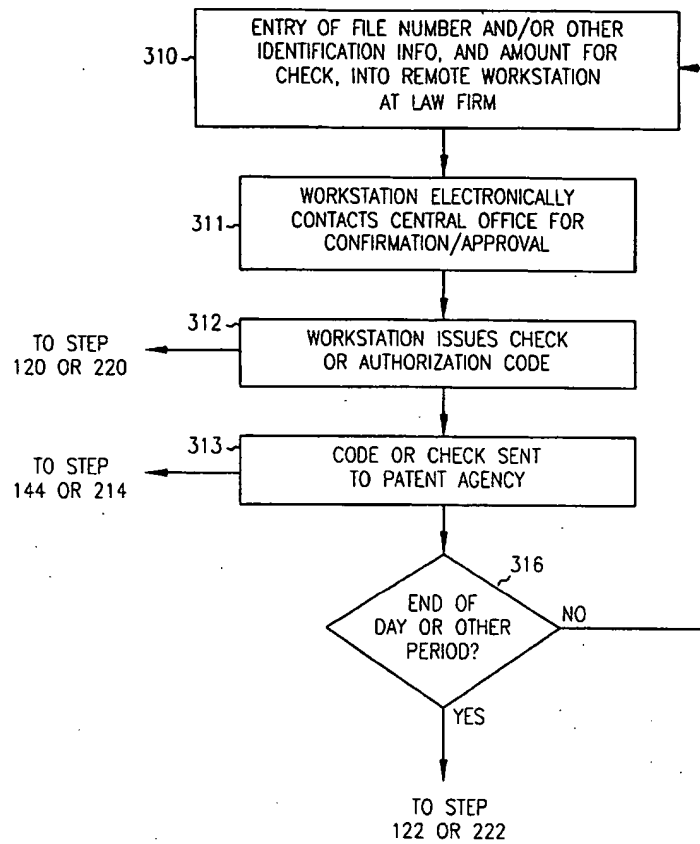 310
ENTRY OF FILE NUMBER AND/OR OTHER
IDENTIFICATION INFO, AND AMOUNT FOR
CHECK, INTO REMOTE WORKSTATION
AT LAW FIRM
311
WORKSTATION ELECTRONICALLY
CONTACTS CENTRAL OFFICE FOR
CONFIRMATION/APPROVAL
312
WORKSTATION ISSUES CHECK
OR AUTHORIZATION CODE
TO STEP
120 OR 220
313
CODE OR CHECK SENT
TO PATENT AGENCY
TO STEP
144 OR 214
316
END OF
DAY OR OTHER
PERIOD?
NO
YES
TO STEP
122 OR 222